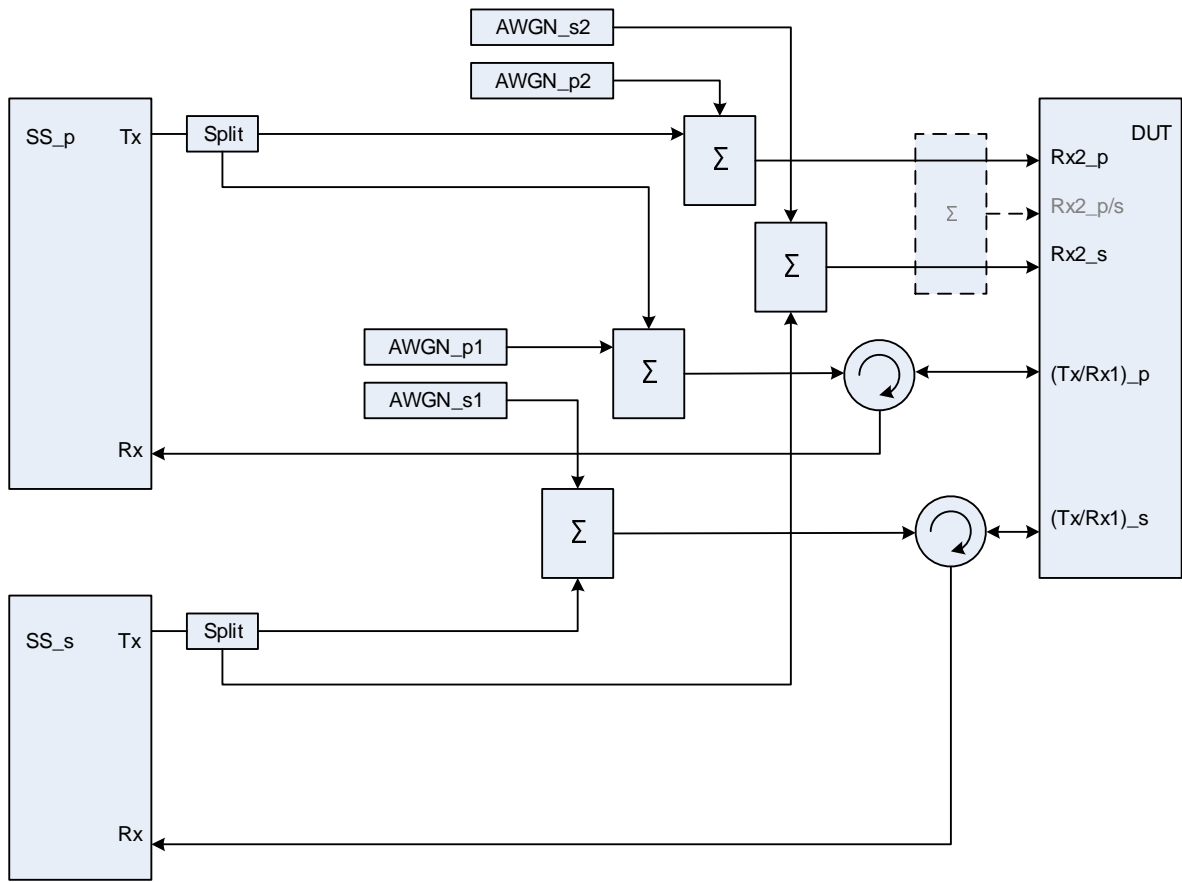 AWGN_s2
AWGN_p2
SS_p
Tx
Split
Σ
DUT
Rx2_p
Σ
Rx2_p/s
Σ
Rx2_s
AWGN_p1
Σ
(Tx/Rx1)_p
AWGN_s1
Rx
Σ
(Tx/Rx1)_s
SS_s
Tx
Split
Rx